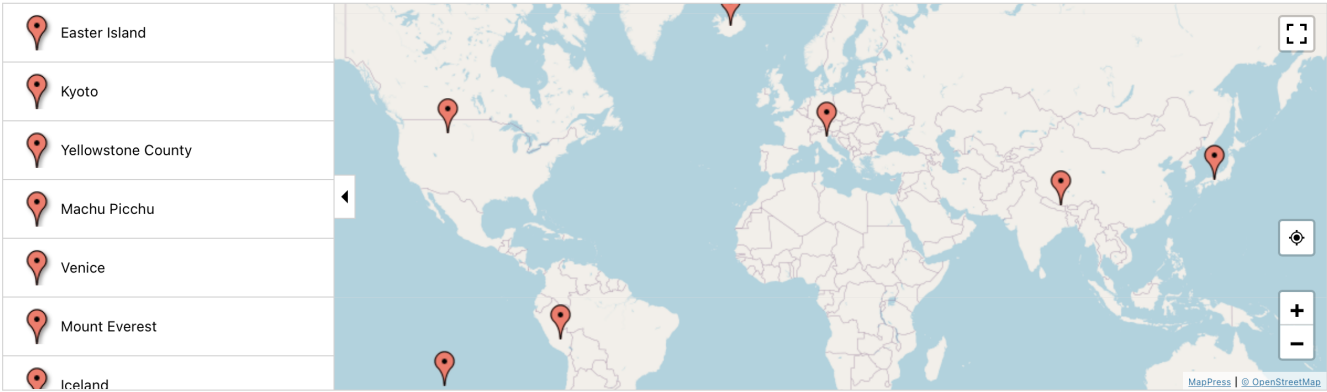 Easter Island
Kyoto
Yellowstone County
Machu Picchu
Venice
Mount Everest
Iceland
MapPress | © OpenStreetMap